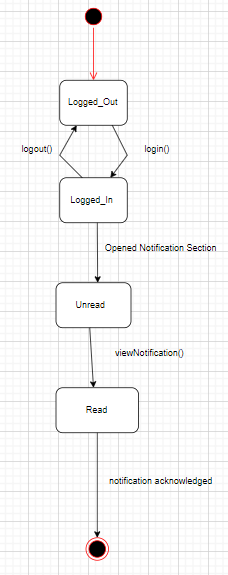 Logged_Out
logout()
login()
Logged_In
Opened Notification Section
Unread
viewNotification()
Read
notification acknowledged